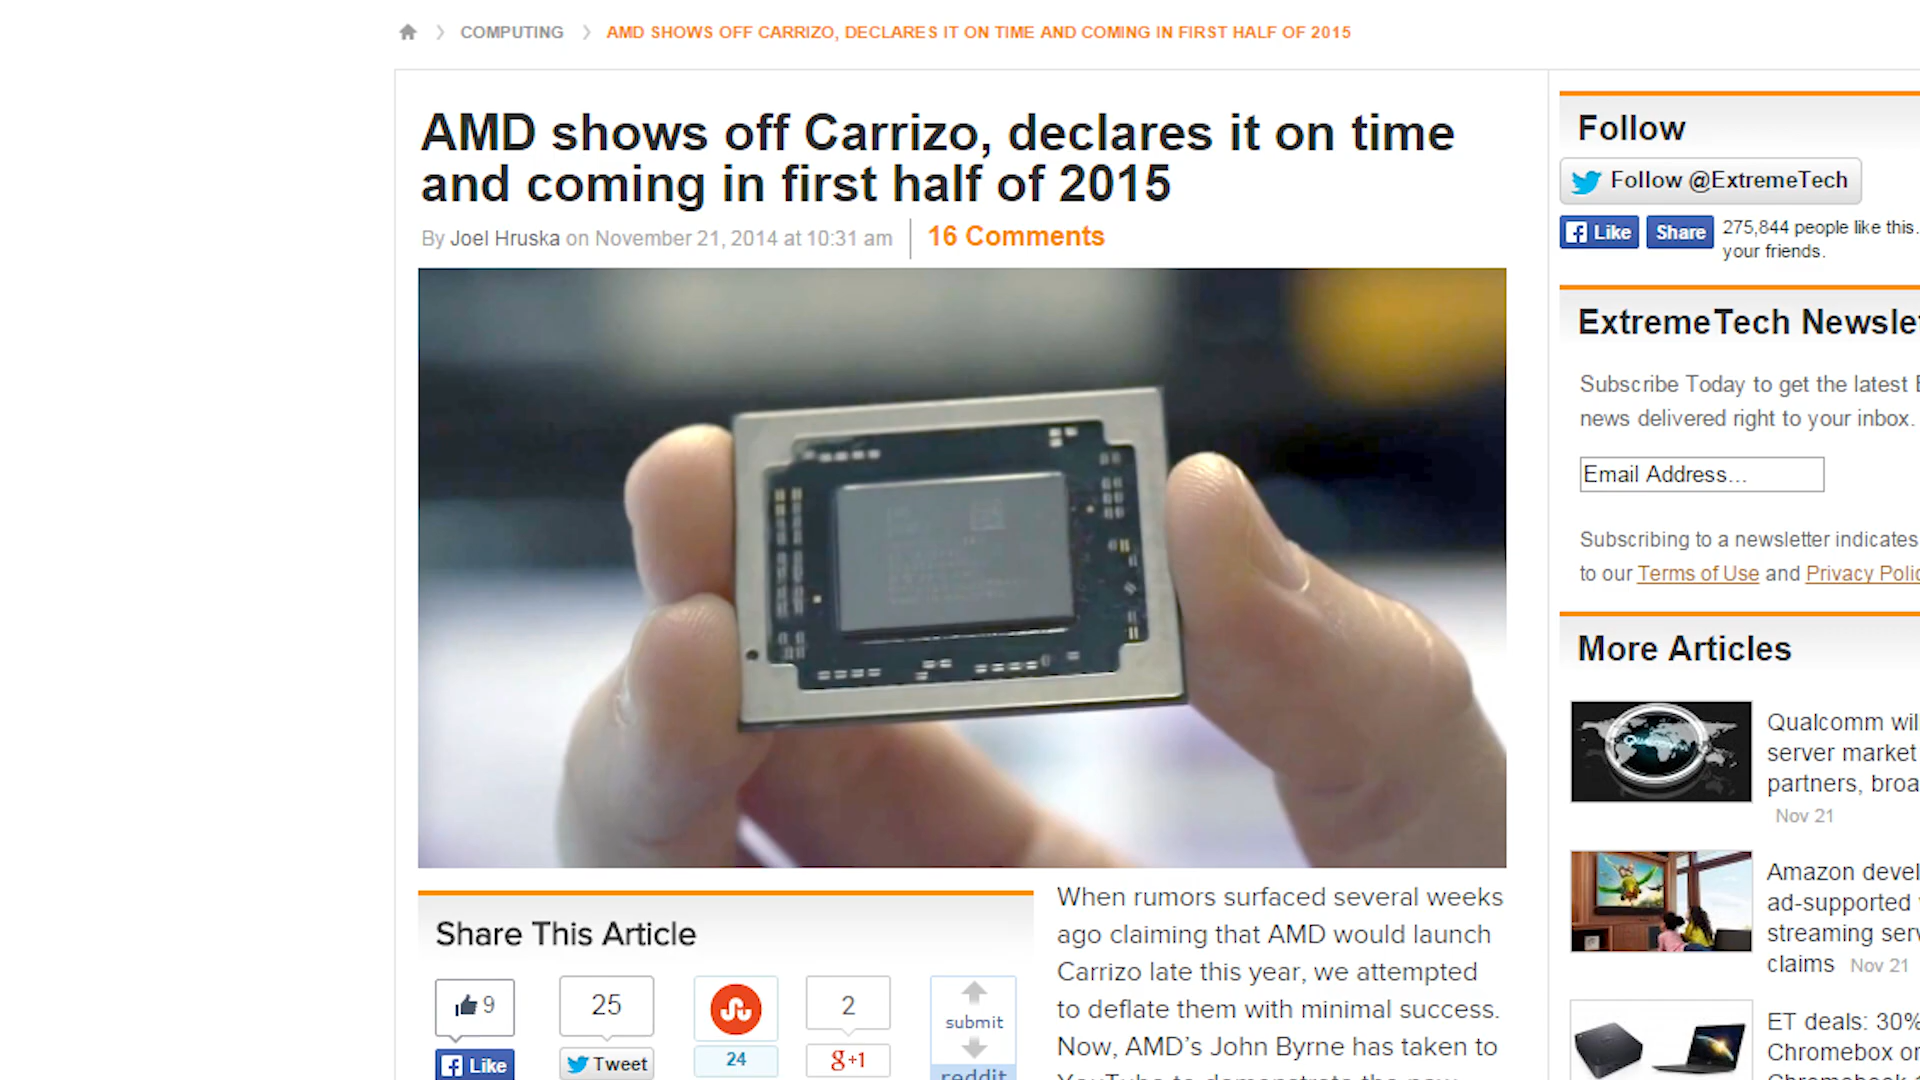 COMPUTING
AMD SHOWS OFF CARRIZO, DECLARES IT ON TIME AND COMING IN FIRST HALF OF 2015
AMD shows off Carrizo, declares it on time
and coming in first half of 2015
By Joel Hruska on November 21, 2014 at 10:31 am
16 Comments
Share This Article
9
Like
25
Tweet
24
2
g+1
submit
reddit
When rumors surfaced several weeks
ago claiming that AMD would launch
Carrizo late this year, we attempted
to deflate them with minimal success.
Now, AMD's John Byrne has taken to
Follow
Follow @ExtremeTech
Like
Share
275,844 people like this.
your friends.
ExtremeTech
Subscribe Today to get the latest
news delivered right to your inbox.
Email Address...
Subscribing to a newsletter indicates
to our Terms of Use and Privacy
More Articles
Qualcomm
server market
partners,
Nov 21
Amazon
ad-supported
streaming
claims Nov 21
ET deals: 30%
Chromebox